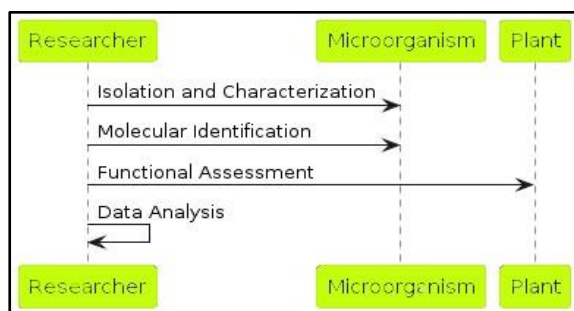 Researcher Microorganism Plant
Isolation and Characterization
Molecular Identification
Functional Assessment
Data Analysis
Researcher Microorganism Plant